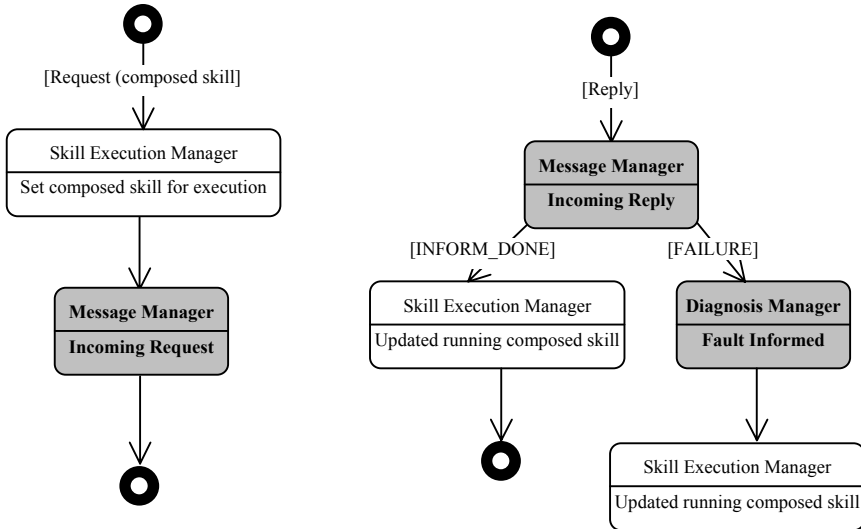 [Request (composed skill]
Skill Execution Manager
Set composed skill for execution
Message Manager
Incoming Request
[Reply]
Message Manager
Incoming Reply
[INFORM_DONE]
[FAILURE]
Skill Execution Manager
Updated running composed skill
Diagnosis Manager
Fault Informed
Skill Execution Manager
Updated running composed skill